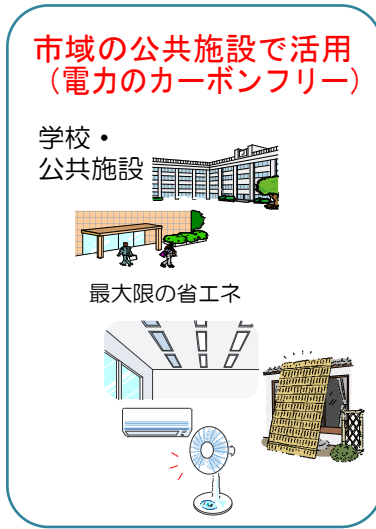 市域の公共施設で活用
（電力のカーボンフリー）
学校・
公共施設
最大限の省エネ